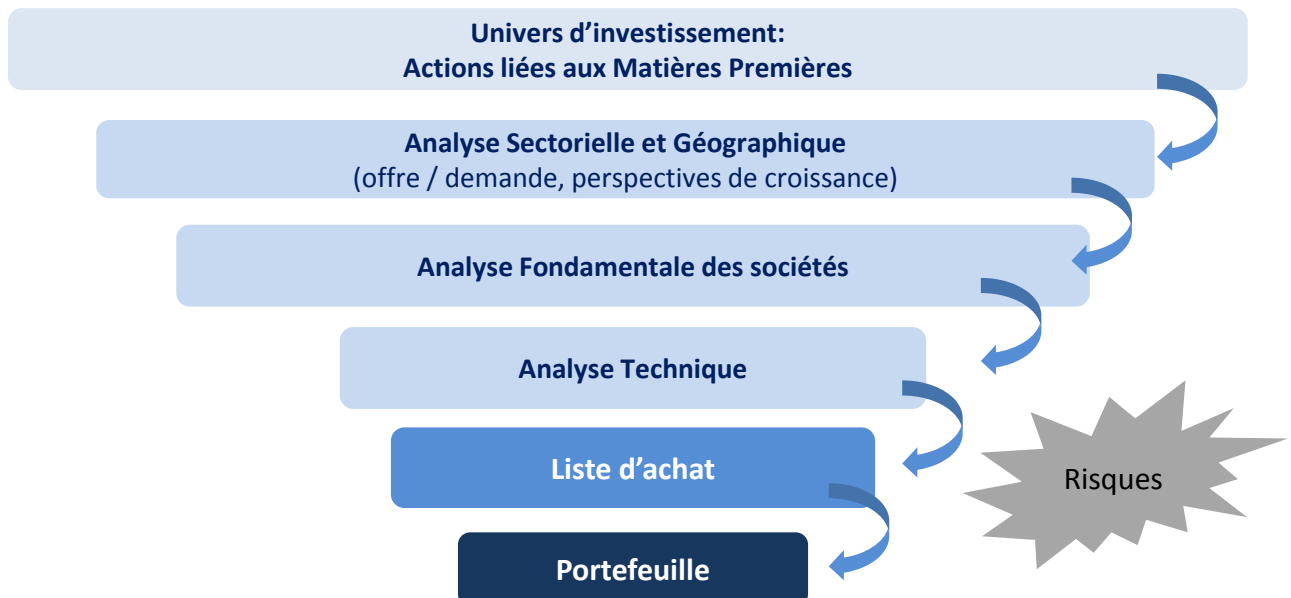 Univers d’investissement:
Actions liées aux Matières Premières
Analyse Sectorielle et Géographique
(offre / demande, perspectives de croissance)
Analyse Fondamentale des sociétés
Analyse Technique
Liste d’achat
Risques
Portefeuille